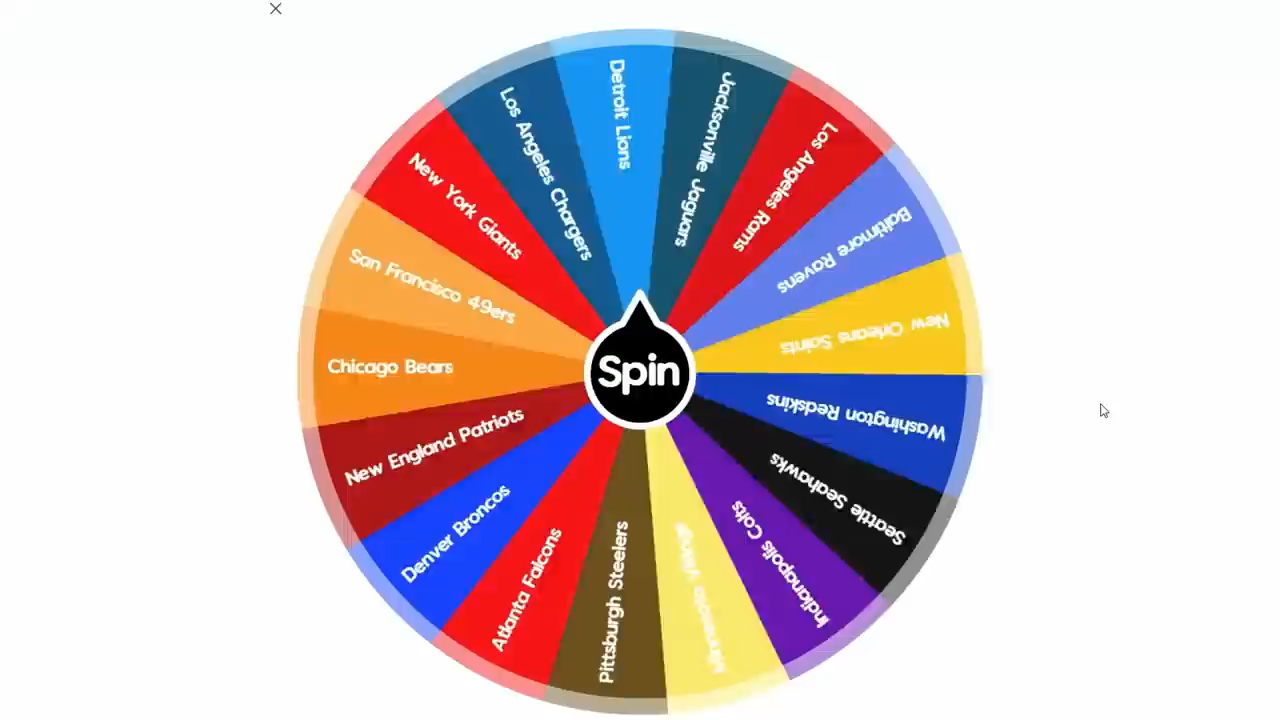 Detroit Lions
Jacksonville Jaguars
Los Angeles Rams
Baltimore Ravens
New Orleans Saints
Washington Redskins
Seattle Seahawks
Indianapolis Colts
Minnesota Vikings
Pittsburgh Steelers
Atlanta Falcons
Denver Broncos
New England Patriots
Chicago Bears
San Francisco 49ers
New York Giants
Los Angeles Chargers
Spin